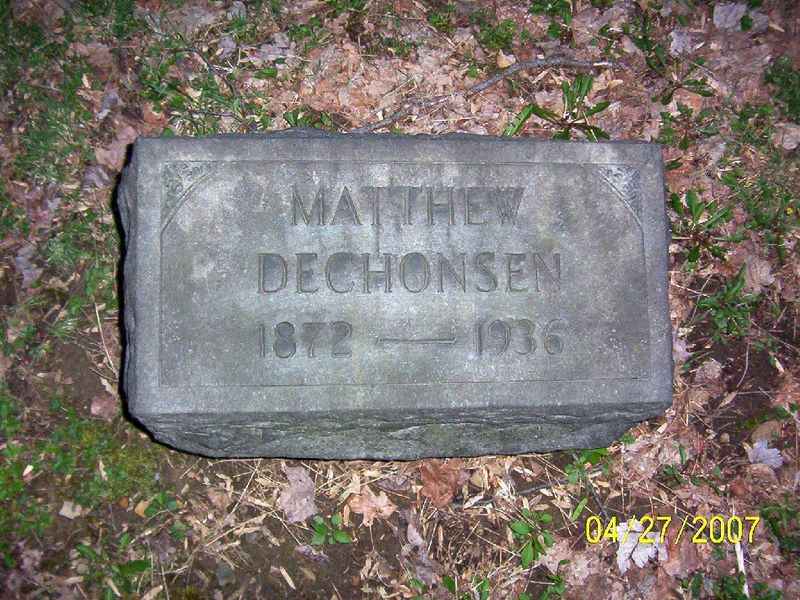 MATTHEW
DECHONSEN
1872 — 1936
04/27/2007